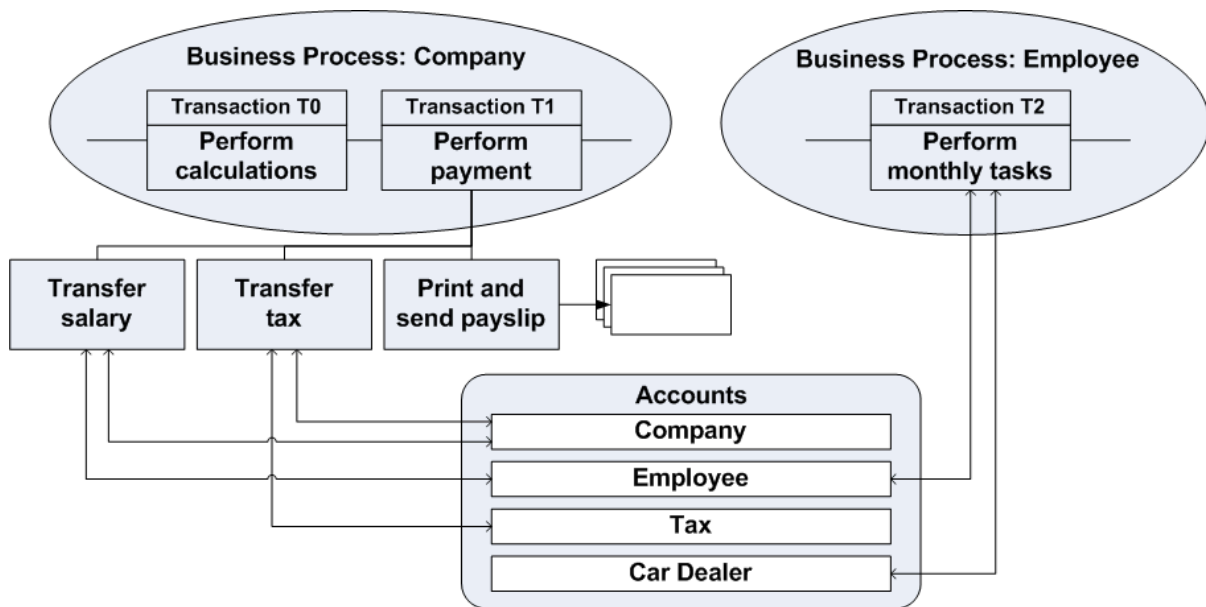 Business Process: Company
Transaction T0
Perform
calculations
Transaction T1
Perform
payment
Business Process: Employee
Transaction T2
Perform
monthly tasks
Transfer
salary
Transfer
tax
Print and
send payslip
Accounts
Company
Employee
Tax
Car Dealer